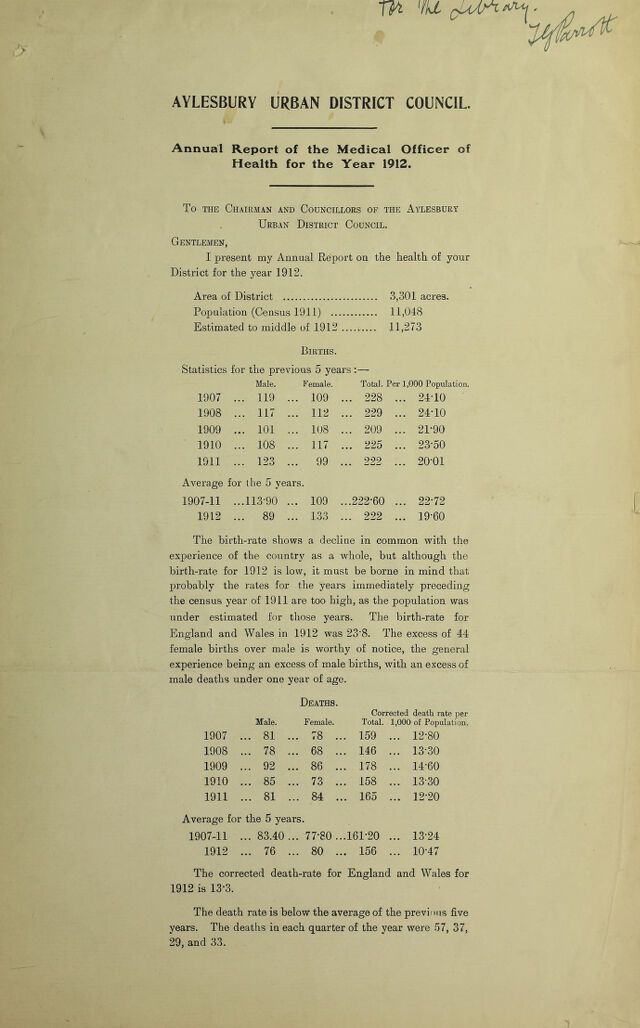 For the Library.
TG Parrott
AYLESBURY URBAN DISTRICT COUNCIL.
Annual Report of the Medical Officer of
Health for the Year 1912.
To the Chairman and Councillors of the Aylesbury
Urban District Council.
Gentlemen,
I present my Annual Report on the health of your
District for the year 1912.
Area of District ........................ 3,301 acres.
Population (Census 1911) ............ 11,048
Estimated to middle of 1912 ......... 11,273
Births.
Statistics for the previous 5 years :—
Male. Female. Total. Per 1,000 Population.
1907 ... 119 ... 109 ... 228 ... 24·10
1908 ... 117 ... 112 ... 229 ... 24·10
1909 ... 101 ... 108 ... 209 ... 21·90
1910 ... 108 ... 117 ... 225 ... 23·50
1911 ... 123 ... 99 ... 222 ... 20·01
Average for the 5 years.
1907-11 ...113·90 ... 109 ...222·60 ... 22·72
1912 ... 89 ... 133 ... 222 ... 19·60
The birth-rate shows a decline in common with the
experience of the country as a whole, but although the
birth-rate for 1912 is low, it must be borne in mind that
probably the rates for the years immediately preceding
the census year of 1911 are too high, as the population was
under estimated for those years. The birth-rate for
England and Wales in 1912 was 23·8. The excess of 44
female births over male is worthy of notice, the general
experience being an excess of male births, with an excess of
male deaths under one year of age.
Deaths.
Corrected death rate per
Male. Female. Total. 1,000 of Population.
1907 ... 81 ... 78 ... 159 ... 12·80
1908 ... 78 ... 68 ... 146 ... 13·30
1909 ... 92 ... 86 ... 178 ... 14·60
1910 ... 85 ... 73 ... 158 ... 13·30
1911 ... 81 ... 84 ... 165 ... 12·20
Average for the 5 years.
1907-11 ... 83.40 ... 77·80 ...161·20 ... 13·24
1912 ... 76 ... 80 ... 156 ... 10·47
The corrected death-rate for England and Wales for
1912 is 13·3.
The death rate is below the average of the previous five
years. The deaths in each quarter of the year were 57, 37,
29, and 33.